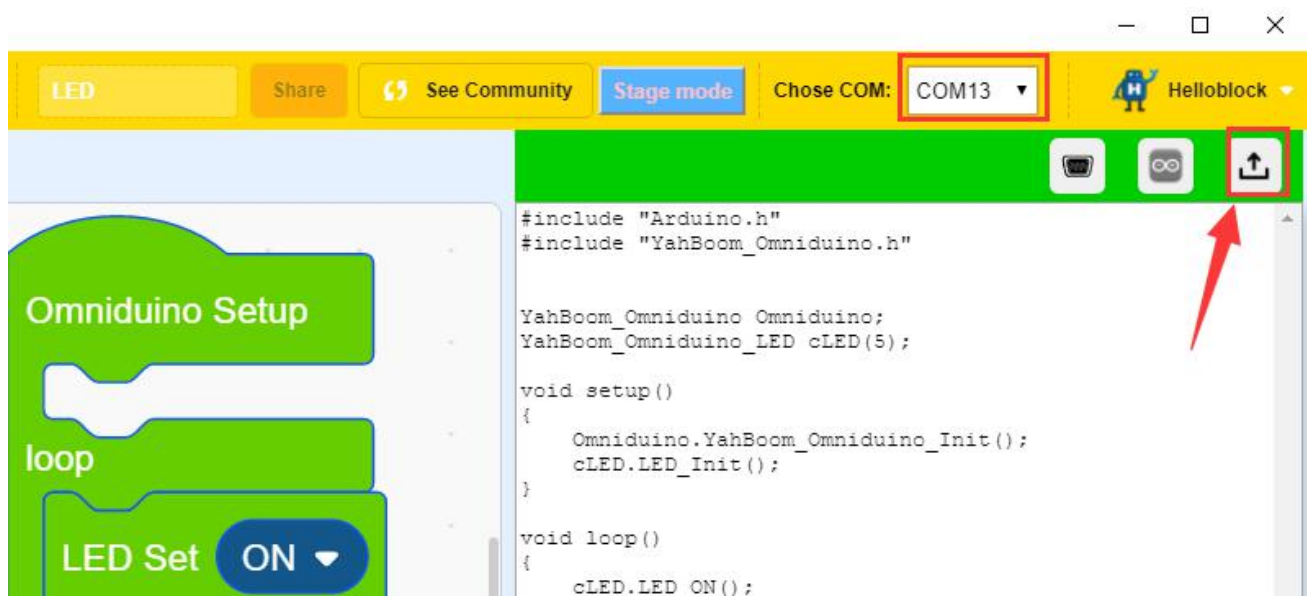 LED Share See Community Stage mode Chose COM: COM13 Helloblock
#include "Arduino.h"
#include "YahBoom_Omniduino.h"
YahBoom_Omniduino Omniduino;
YahBoom_Omniduino_LED cLED(5);
void setup()
{
Omniduino.YahBoom_Omniduino_Init();
cLED.LED_Init();
}
void loop()
{
cLED.LED_ON();
Omniduino Setup
loop
LED Set ON